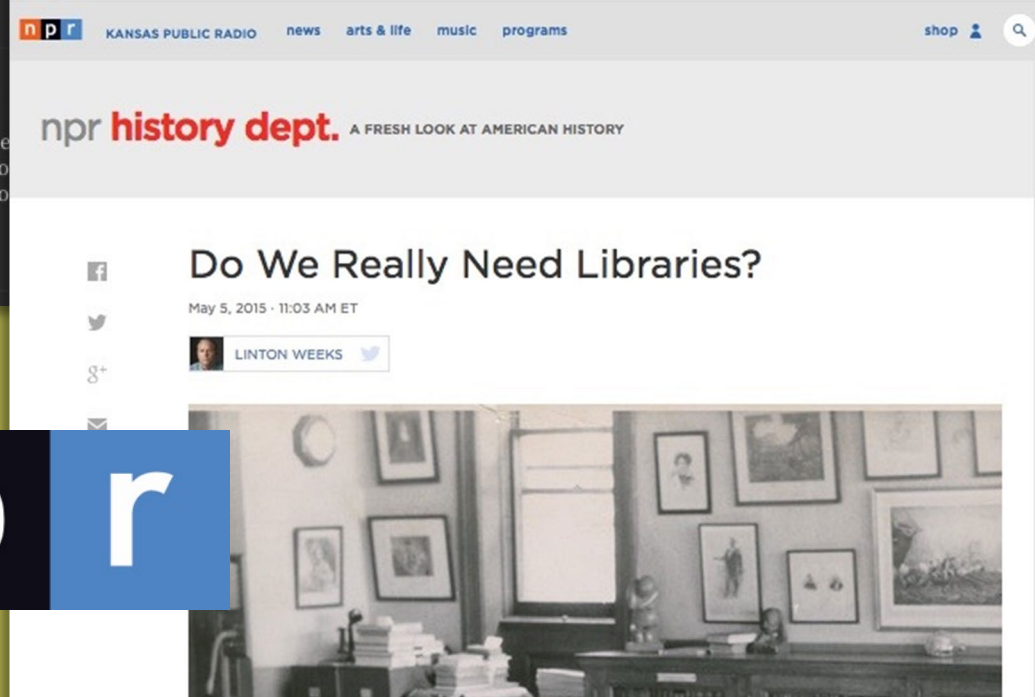 npr KANSAS PUBLIC RADIO news arts & life music programs shop
npr history dept. A FRESH LOOK AT AMERICAN HISTORY
e
o
o
Do We Really Need Libraries?
May 5, 2015 · 11:03 AM ET
LINTON WEEKS
g+
r